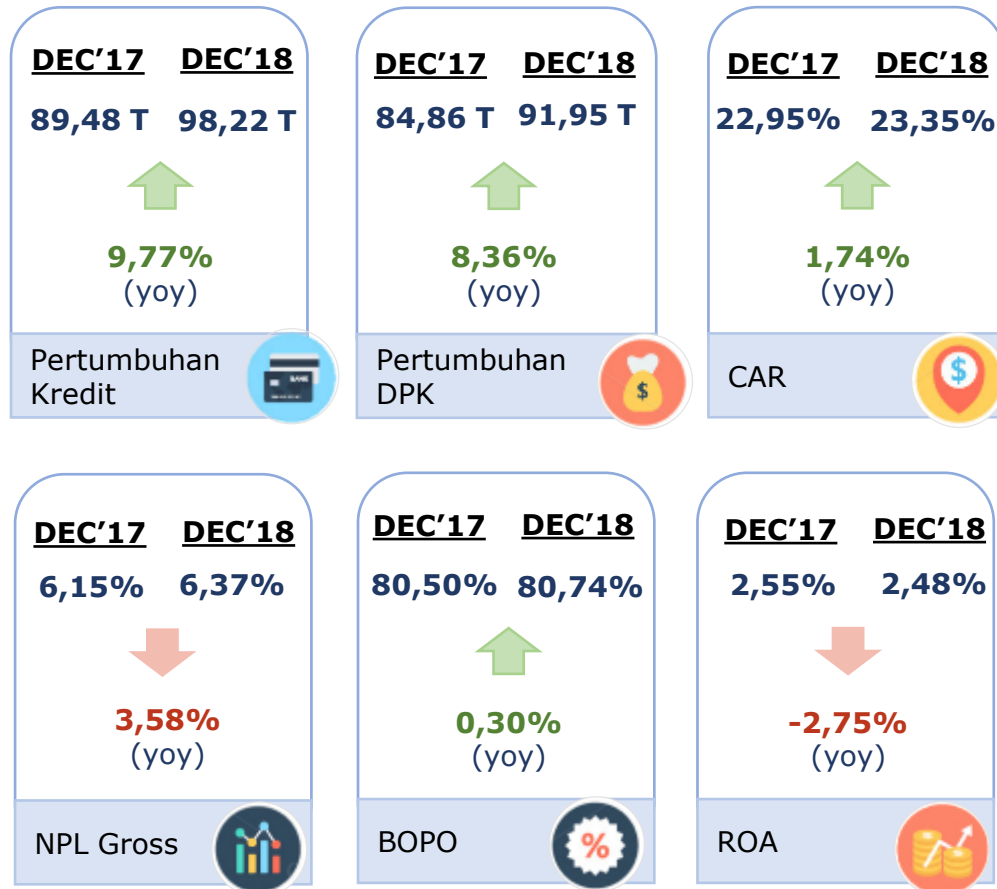 DEC’17 DEC’18
89,48 T 98,22 T
9,77%
(yoy)
Pertumbuhan
Kredit
BANK
DEC’17 DEC’18
84,86 T 91,95 T
8,36%
(yoy)
Pertumbuhan
DPK
$
DEC’17 DEC’18
22,95% 23,35%
1,74%
(yoy)
CAR
$
DEC’17 DEC’18
6,15% 6,37%
3,58%
(yoy)
NPL Gross
DEC’17 DEC’18
80,50% 80,74%
0,30%
(yoy)
BOPO
%
DEC’17 DEC’18
2,55% 2,48%
-2,75%
(yoy)
ROA